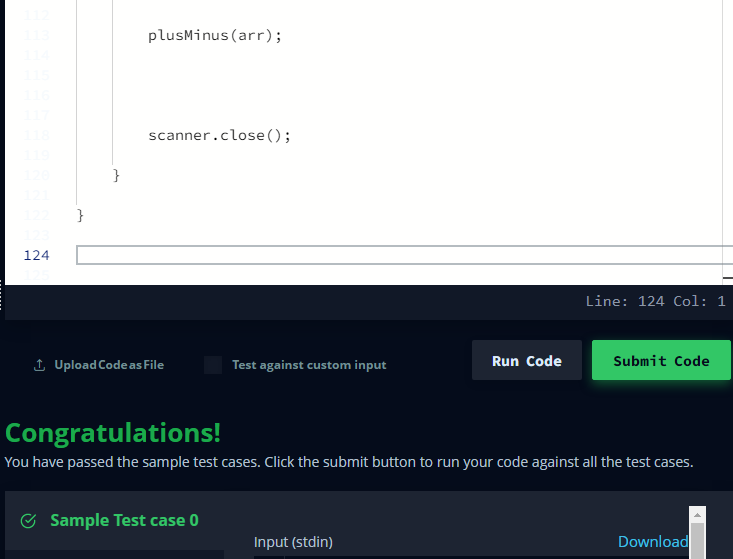 112
113 plusMinus(arr);
114
115
116
117
118 scanner.close();
119
120 }
121
122 }
123
124
125
Line: 124 Col: 1
Upload Code as File Test against custom input Run Code Submit Code
Congratulations!
You have passed the sample test cases. Click the submit button to run your code against all the test cases.
Sample Test case 0
Input (stdin) Download